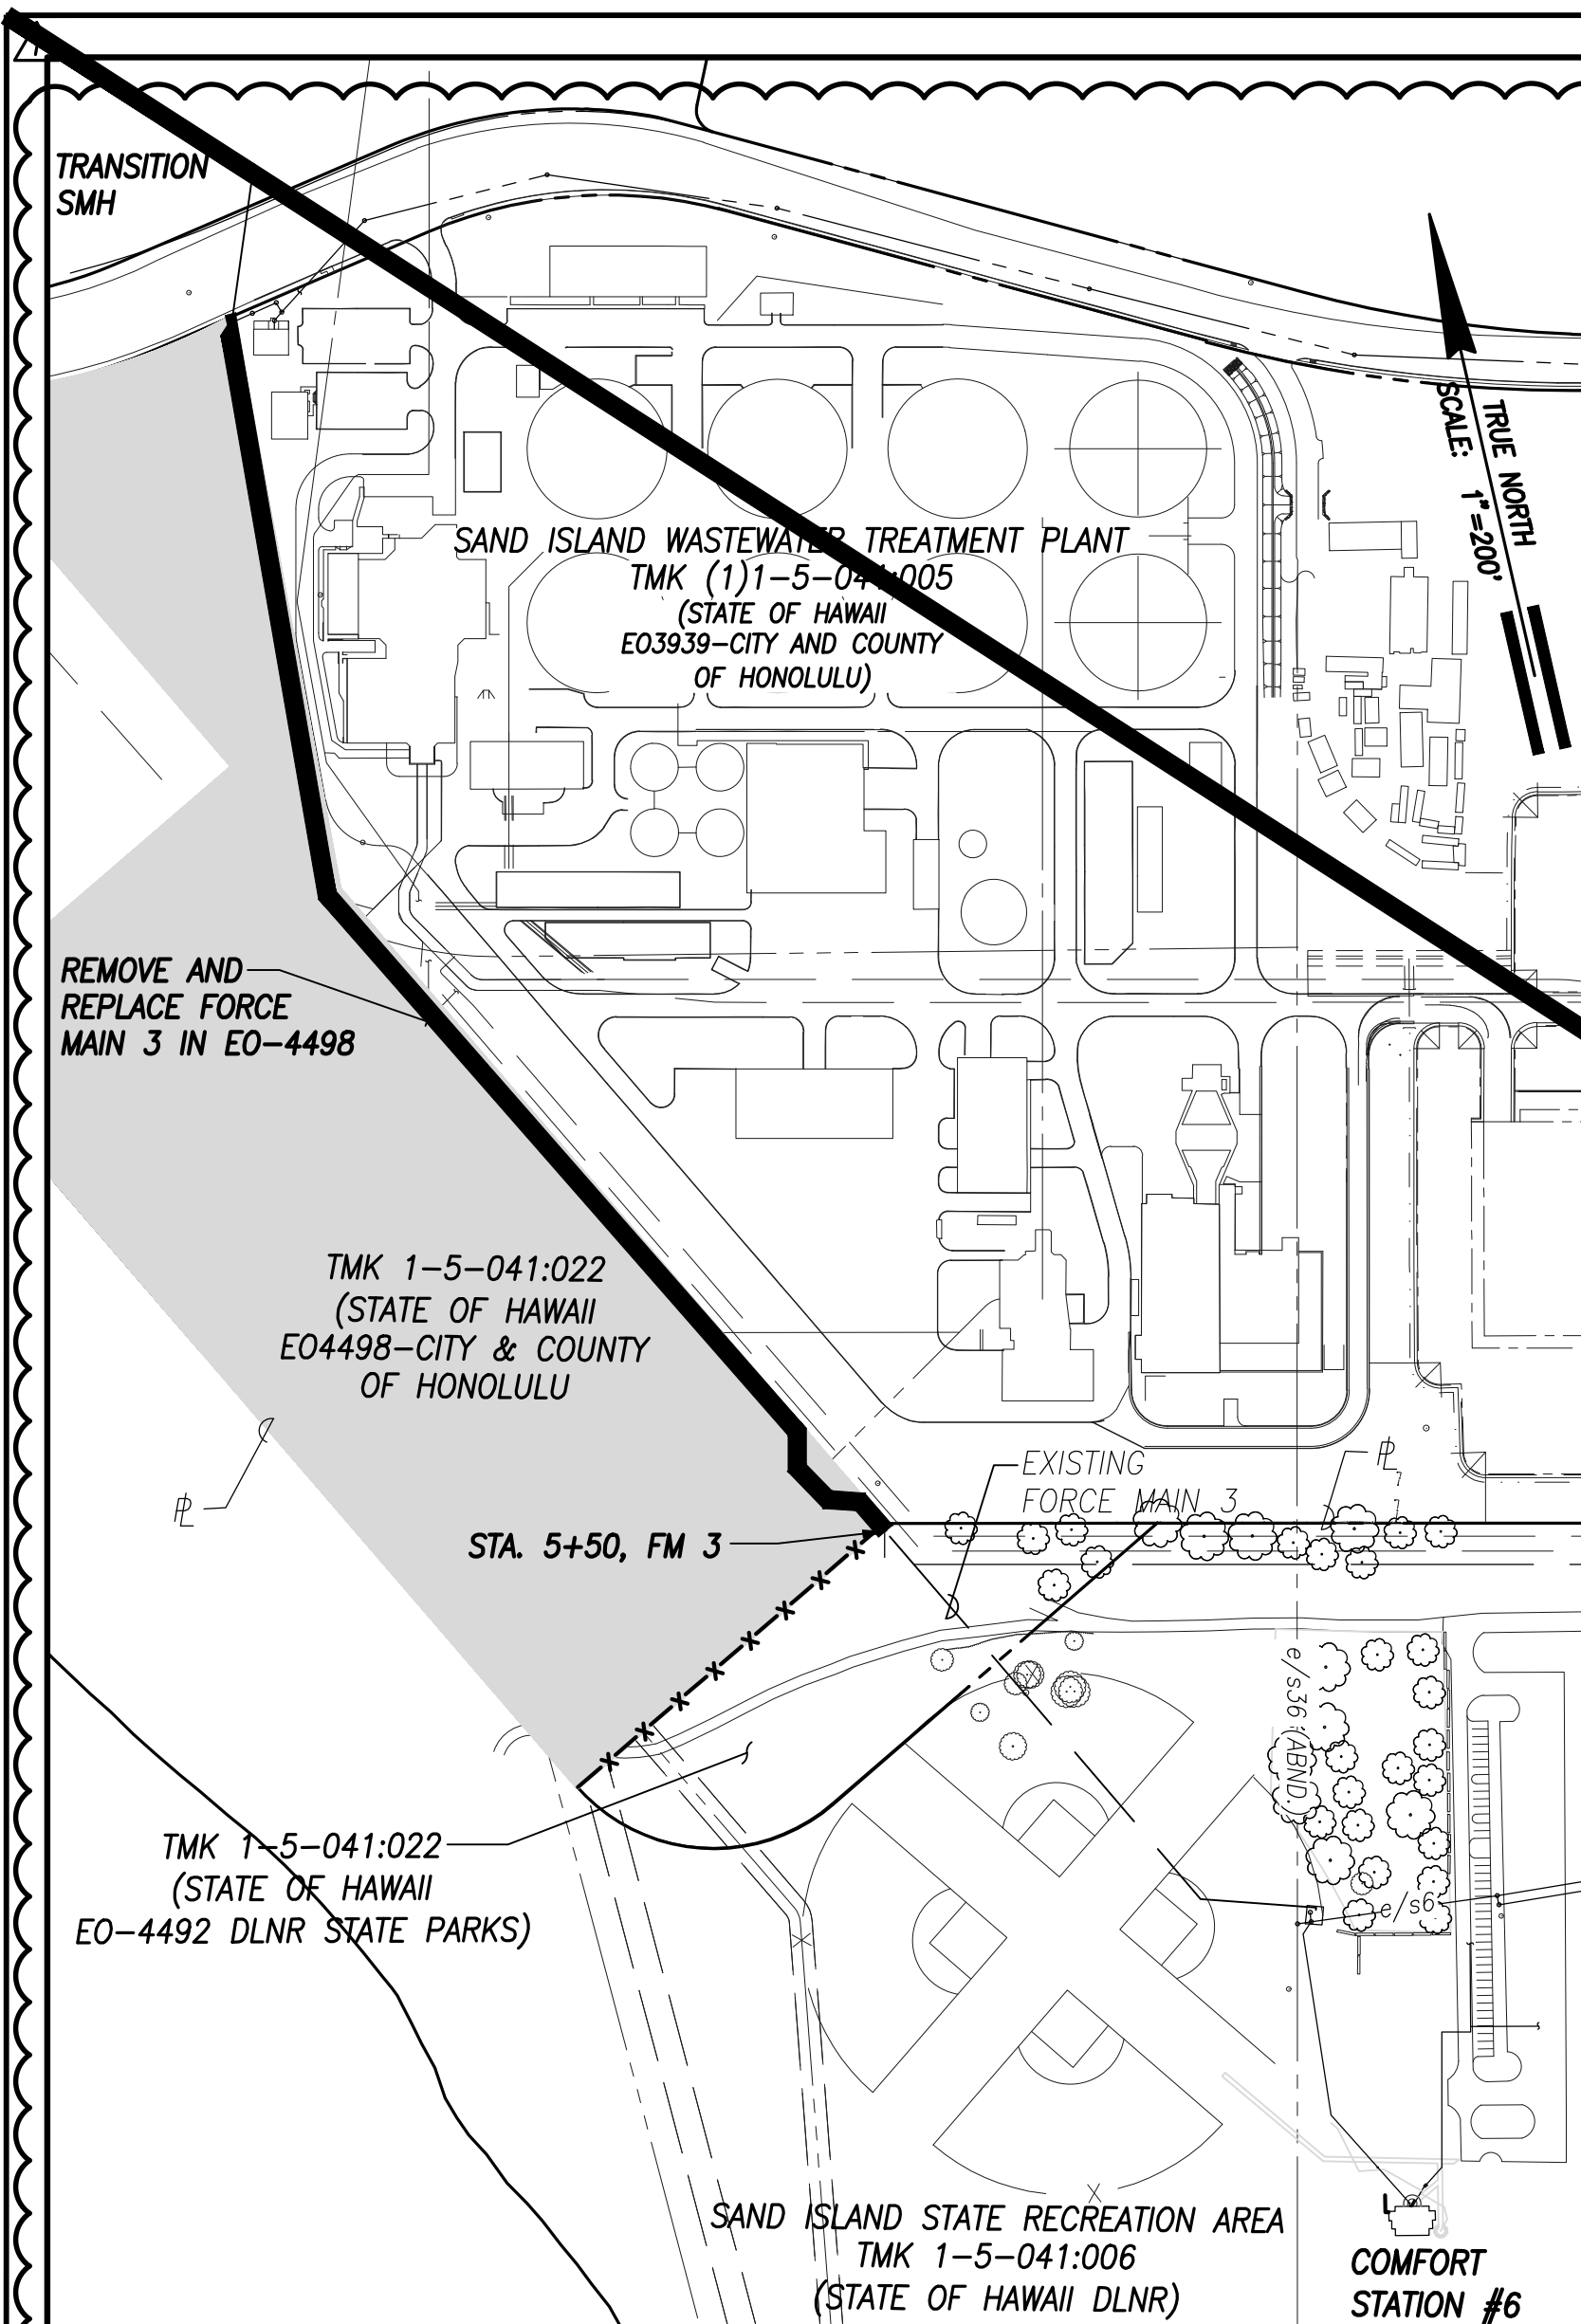 TRANSITION
SMH
TRUE NORTH
SCALE: 1"=200'
SAND ISLAND WASTEWATER TREATMENT PLANT
TMK (1)1-5-041:005
(STATE OF HAWAII
EO3939-CITY AND COUNTY
OF HONOLULU)
REMOVE AND
REPLACE FORCE
MAIN 3 IN EO-4498
TMK 1-5-041:022
(STATE OF HAWAII
EO4498-CITY & COUNTY
OF HONOLULU
EXISTING
FORCE MAIN 3
STA. 5+50, FM 3
e/s36 (ABND.)
TMK 1-5-041:022
(STATE OF HAWAII
EO-4492 DLNR STATE PARKS)
e/s6
SAND ISLAND STATE RECREATION AREA
TMK 1-5-041:006
(STATE OF HAWAII DLNR)
COMFORT
STATION #6